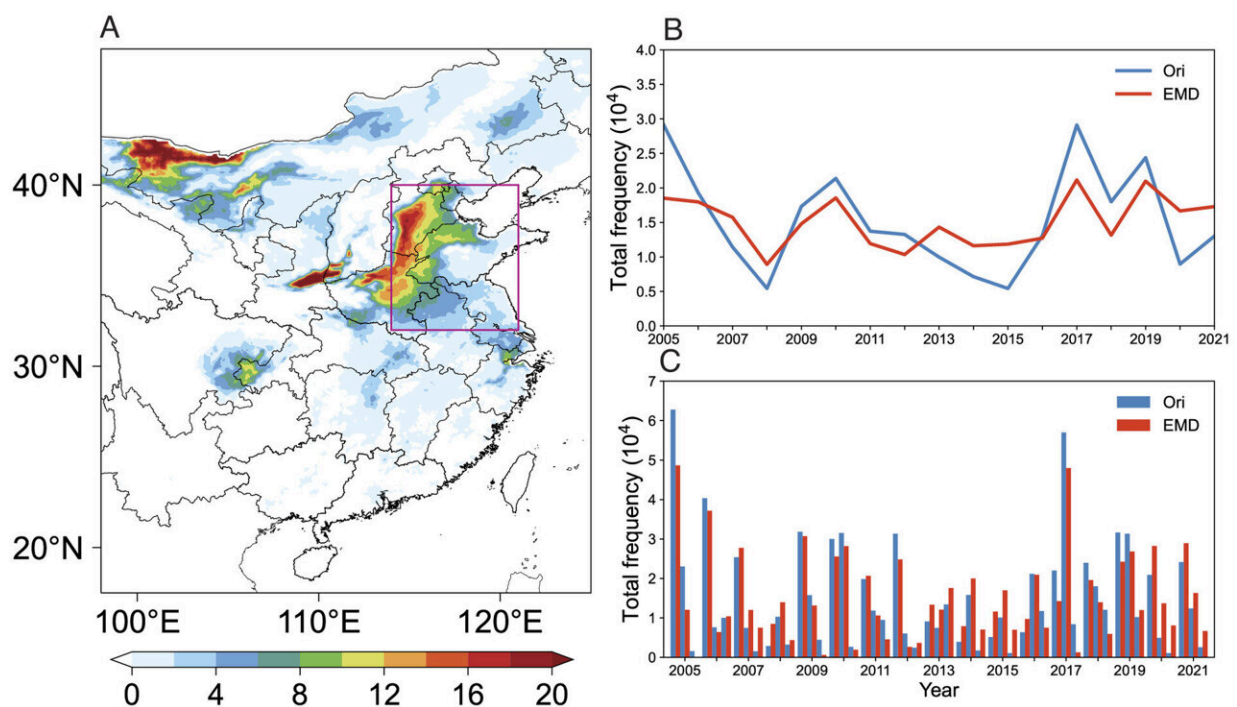 A
40°N
30°N
20°N
100°E 110°E 120°E
0 4 8 12 16 20
B
Total frequency (10⁴)
4.0
3.5
3.0
2.5
2.0
1.5
1.0
0.5
0.0
Ori
EMD
2005 2007 2009 2011 2013 2015 2017 2019 2021
C
Total frequency (10⁴)
7
6
5
4
3
2
1
0
Ori
EMD
2005 2007 2009 2011 2013 2015 2017 2019 2021
Year